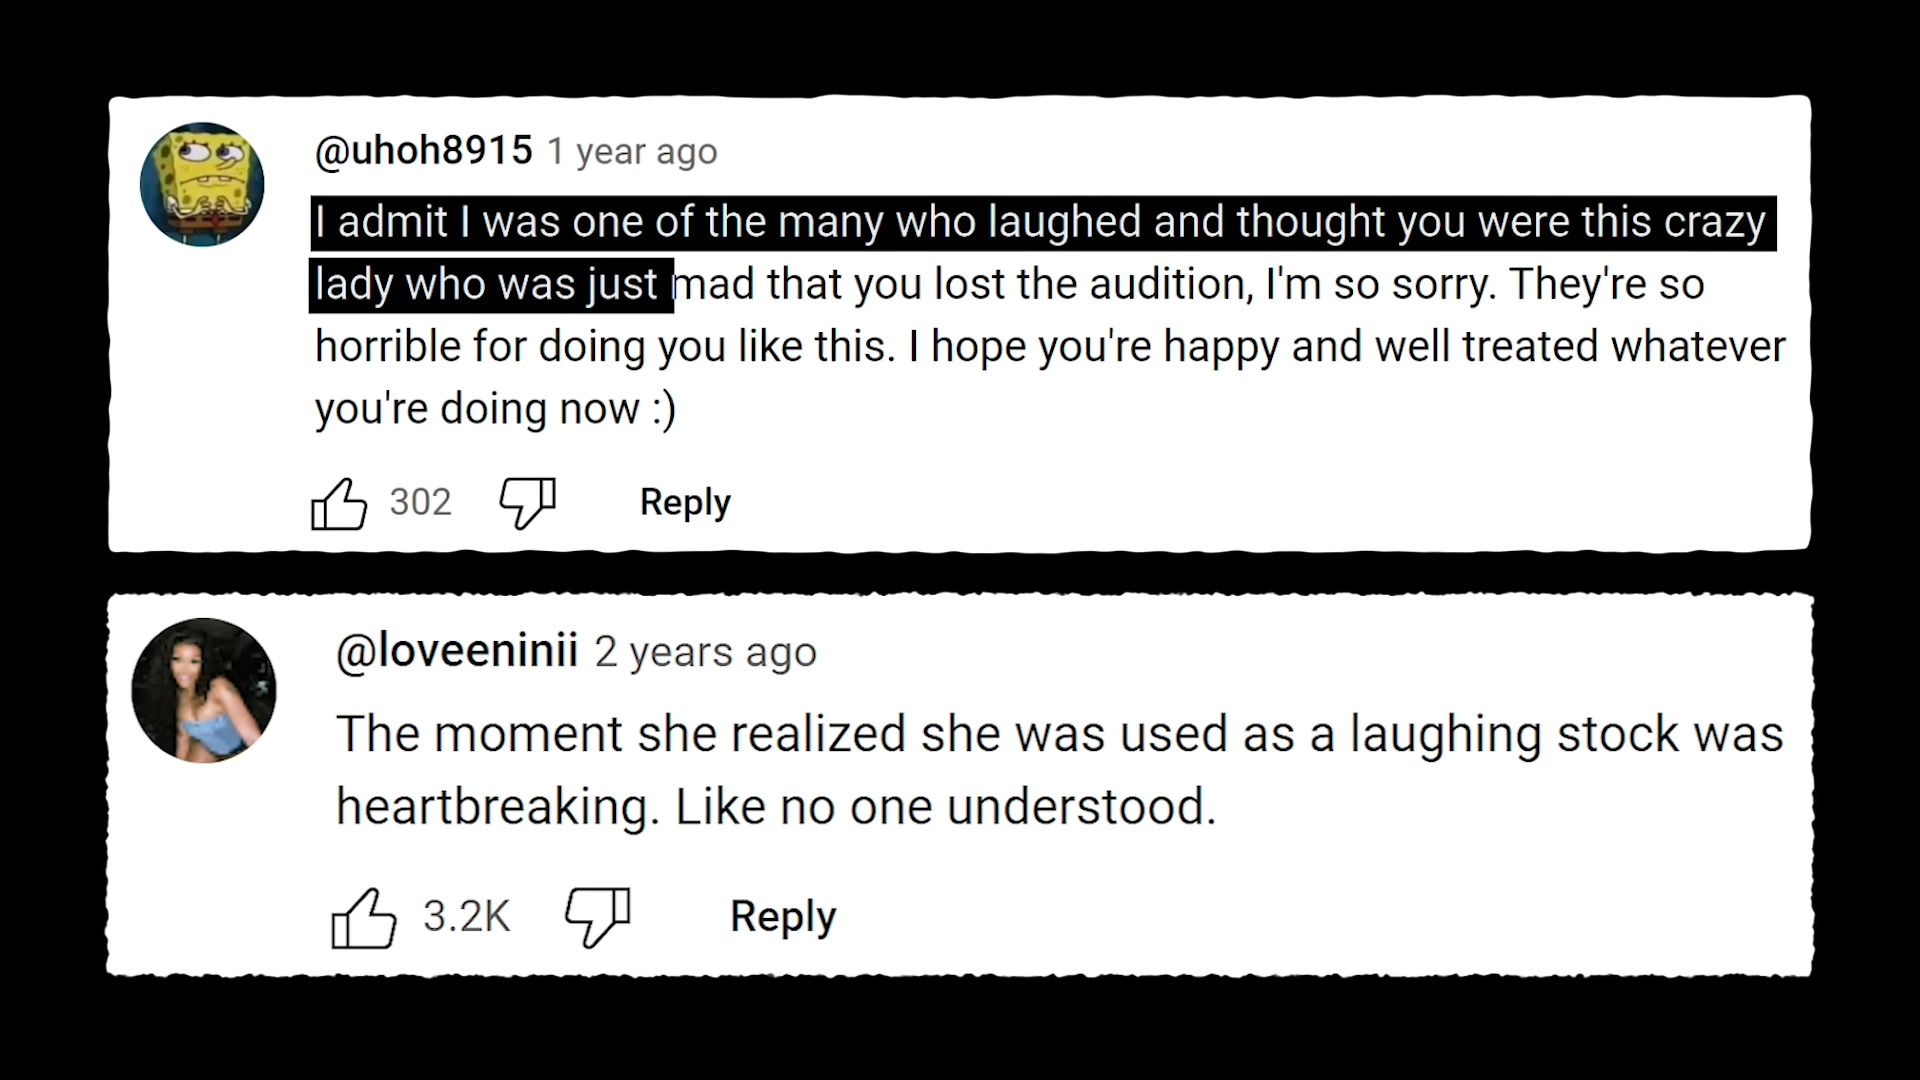 @uhoh8915 1 year ago
I admit I was one of the many who laughed and thought you were this crazy
lady who was just mad that you lost the audition, I'm so sorry. They're so
horrible for doing you like this. I hope you're happy and well treated whatever
you're doing now :)
302 Reply
@loveeninii 2 years ago
The moment she realized she was used as a laughing stock was
heartbreaking. Like no one understood.
3.2K Reply